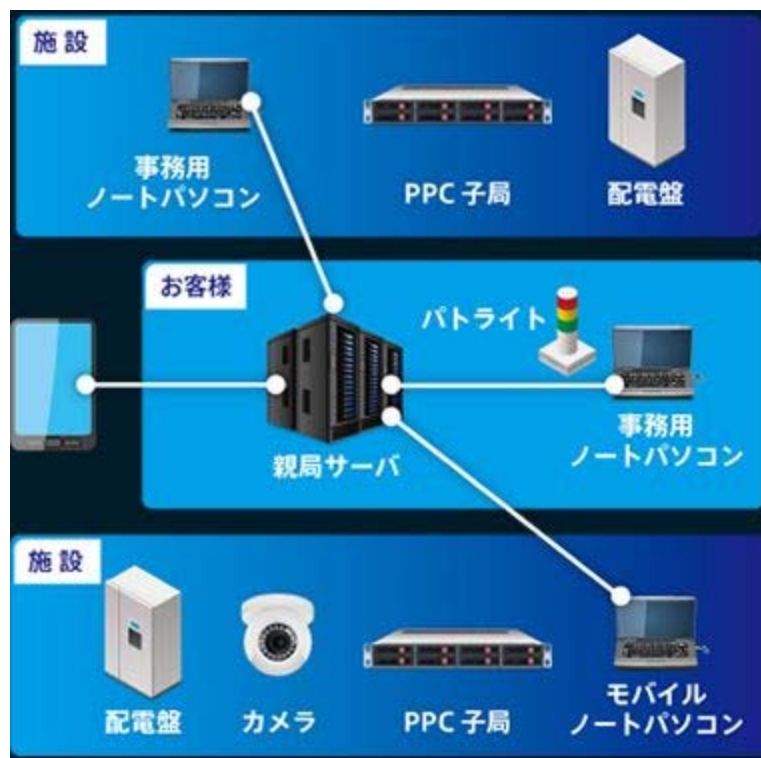 施設
事務用
ノートパソコン
PPC 子局
配電盤
お客様
パトライト
親局サーバ
事務用
ノートパソコン
施設
配電盤
カメラ
PPC 子局
モバイル
ノートパソコン